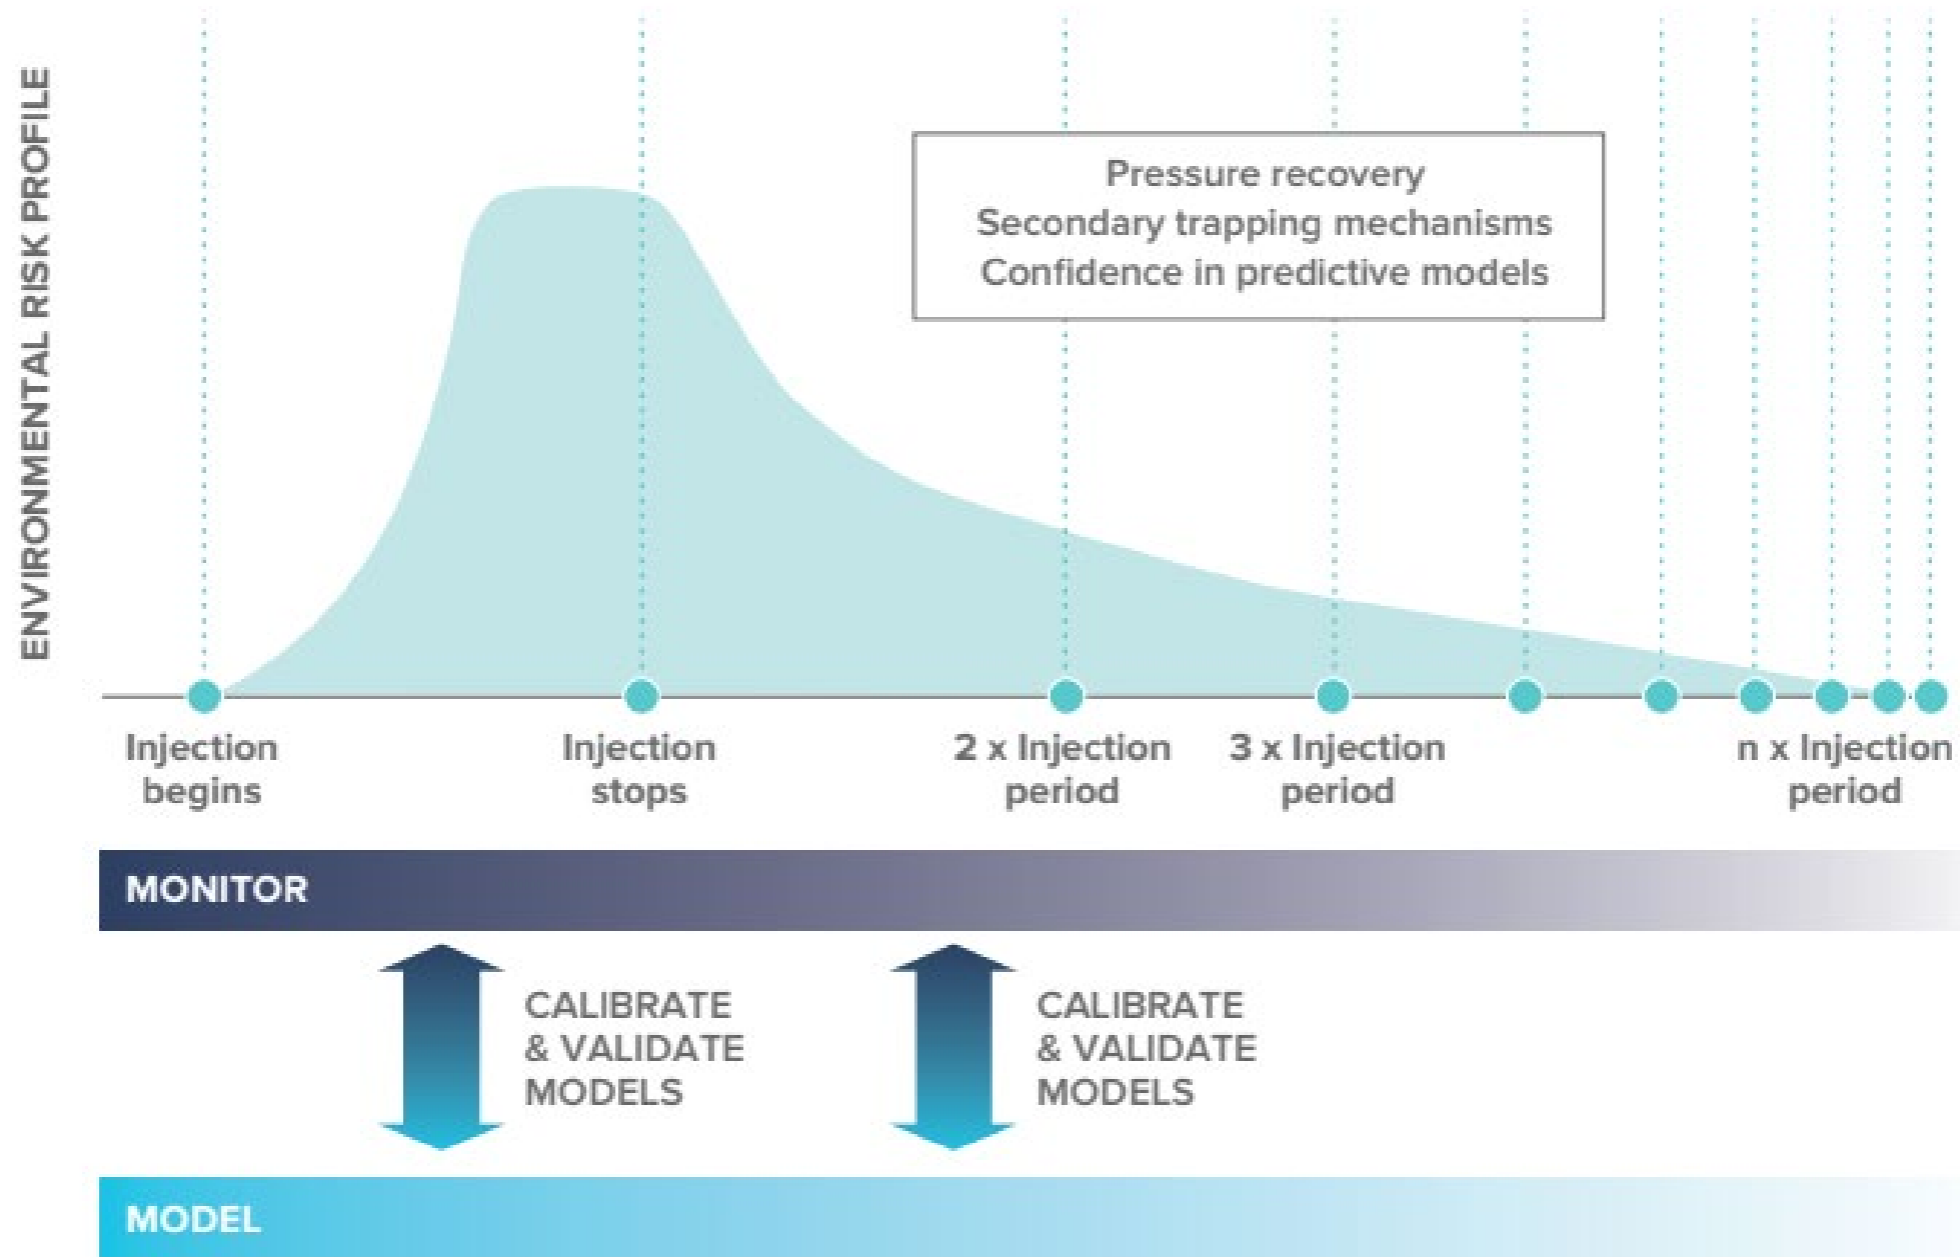 ENVIRONMENTAL RISK PROFILE
Pressure recovery
Secondary trapping mechanisms
Confidence in predictive models
Injection
begins
Injection
stops
2 x Injection
period
3 x Injection
period
n x Injection
period
MONITOR
CALIBRATE
& VALIDATE
MODELS
CALIBRATE
& VALIDATE
MODELS
MODEL